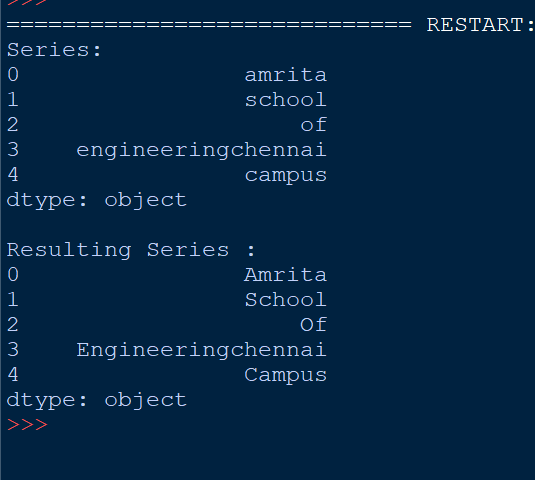 >>>
============================= RESTART:
Series:
0                amrita
1                school
2                    of
3    engineeringchennai
4                campus
dtype: object

Resulting Series :
0                Amrita
1                School
2                    Of
3    Engineeringchennai
4                Campus
dtype: object
>>>